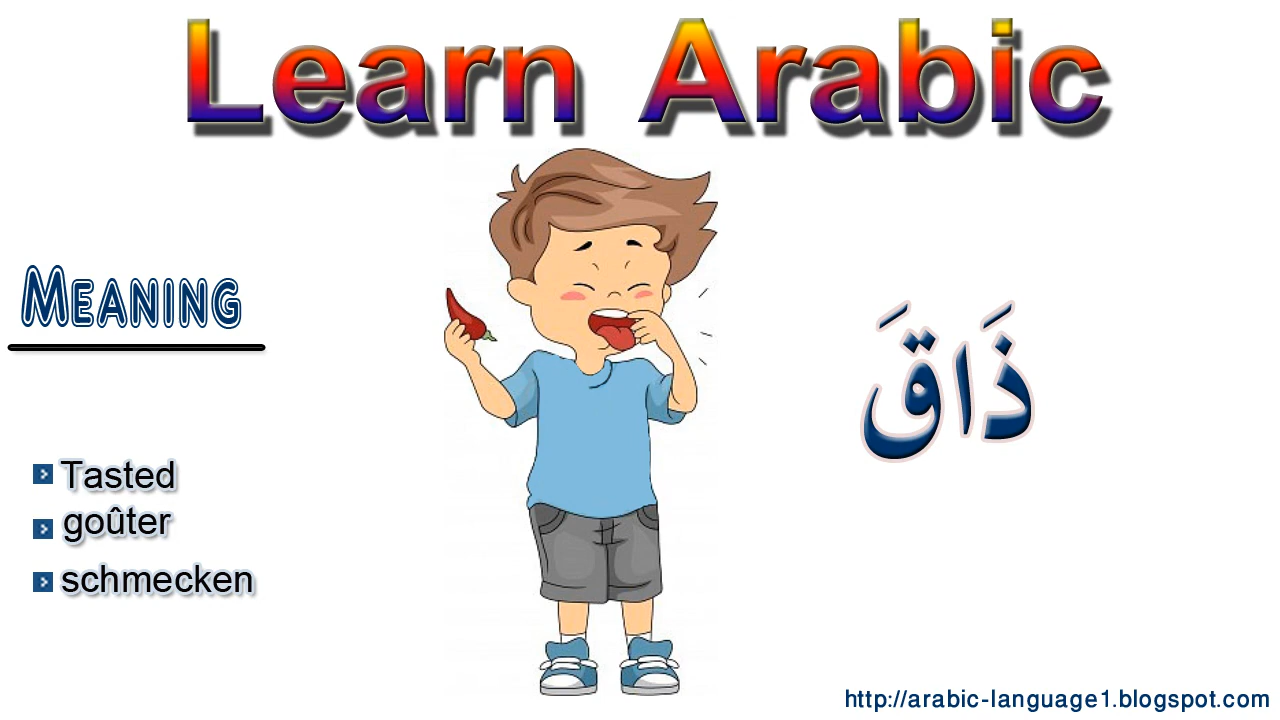 Learn Arabic
MEANING
ذَاقَ
Tasted
goûter
schmecken
http://arabic-language1.blogspot.com